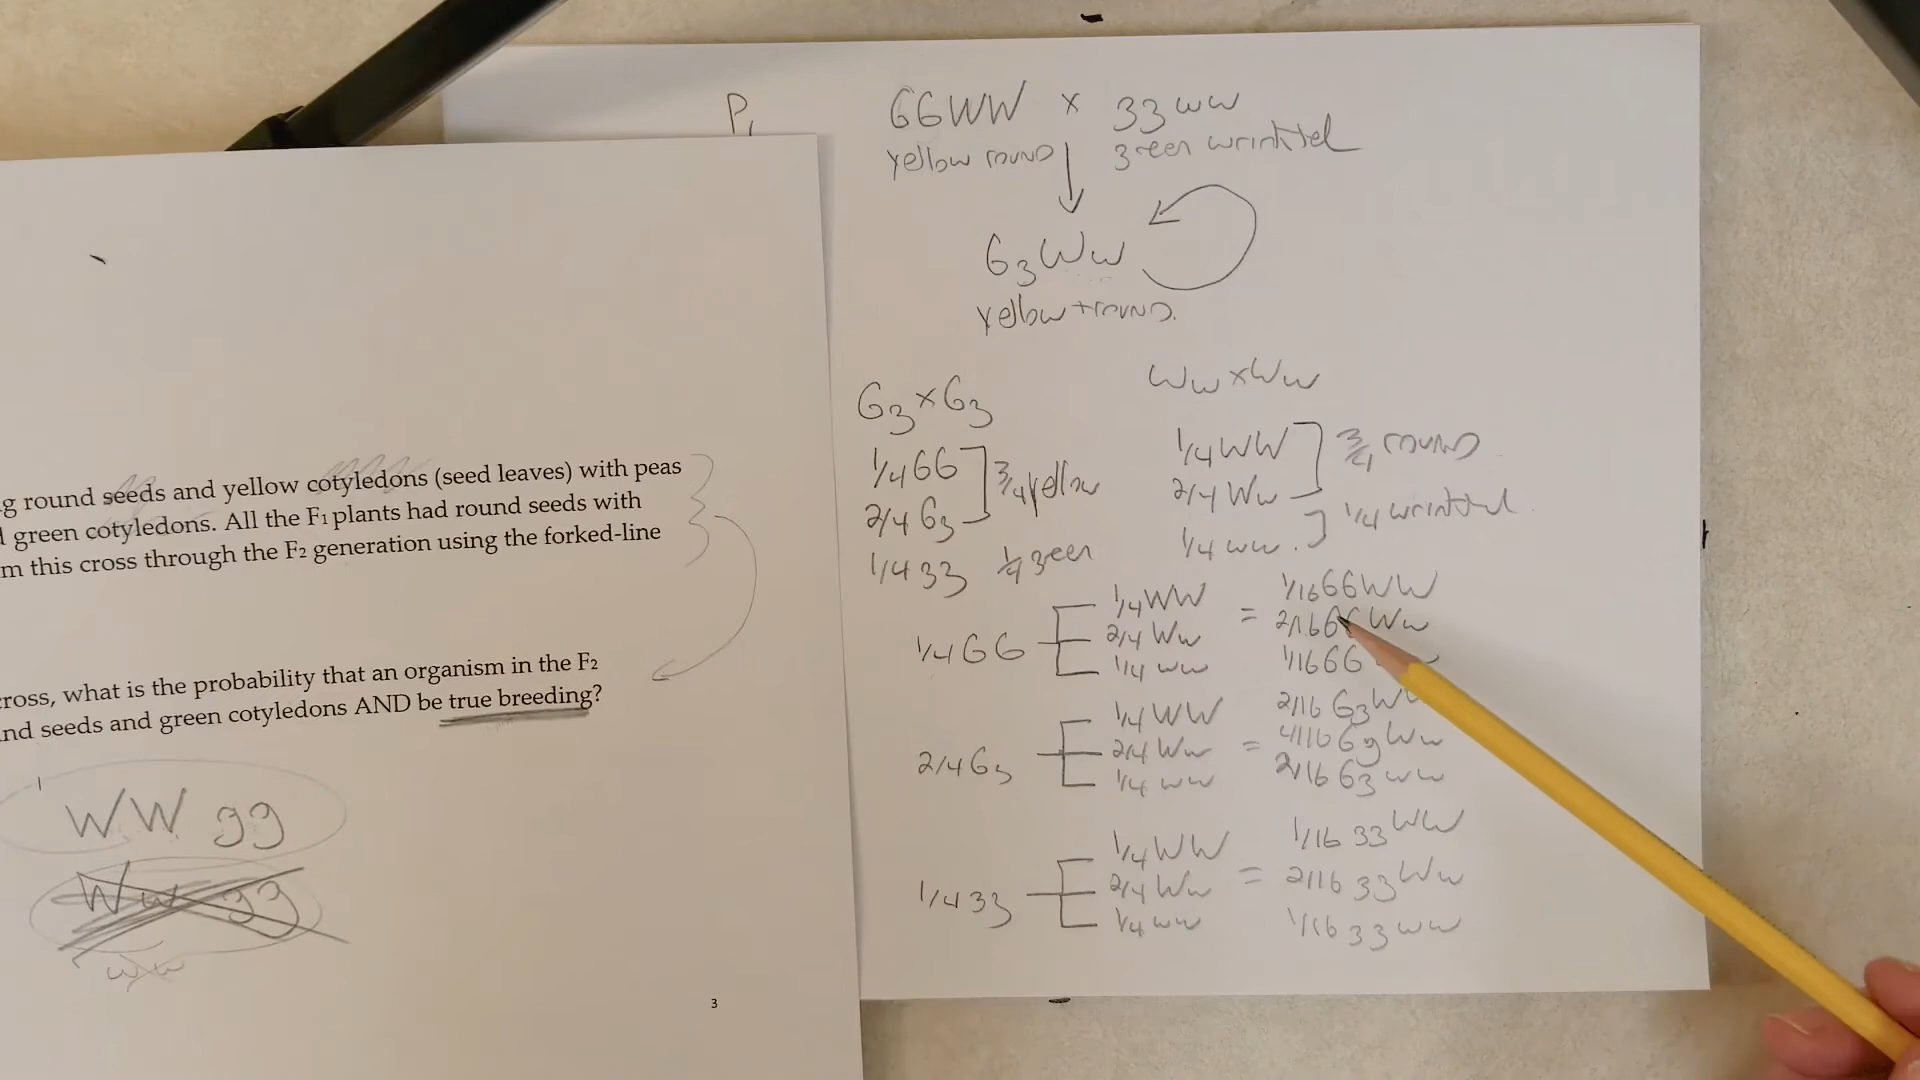 P1 GGWW x ggww
yellow round green wrinkled
GgWw
yellow + round.
Gg x Gg Ww x Ww
1/4 GG 3/4 yellow
2/4 Gg
1/4 gg 1/4 green
1/4 WW 3/4 round
2/4 Ww
1/4 ww. 1/4 wrinkled
1/4 GG 1/4 WW = 1/16 GGWW
2/4 Ww 2/16 GGWw
1/4 ww 1/16 GG
2/4 Gg 1/4 WW = 2/16 GgW
2/4 Ww 4/16 GgWw
1/4 ww 2/16 Ggww
1/4 gg 1/4 WW = 1/16 ggWW
2/4 Ww 2/16 ggWw
1/4 ww 1/16 ggww
g round seeds and yellow cotyledons (seed leaves) with peas
green cotyledons. All the F1 plants had round seeds with
m this cross through the F2 generation using the forked-line
cross, what is the probability that an organism in the F2
nd seeds and green cotyledons AND be true breeding?
WW gg
Ww gg
ww
3